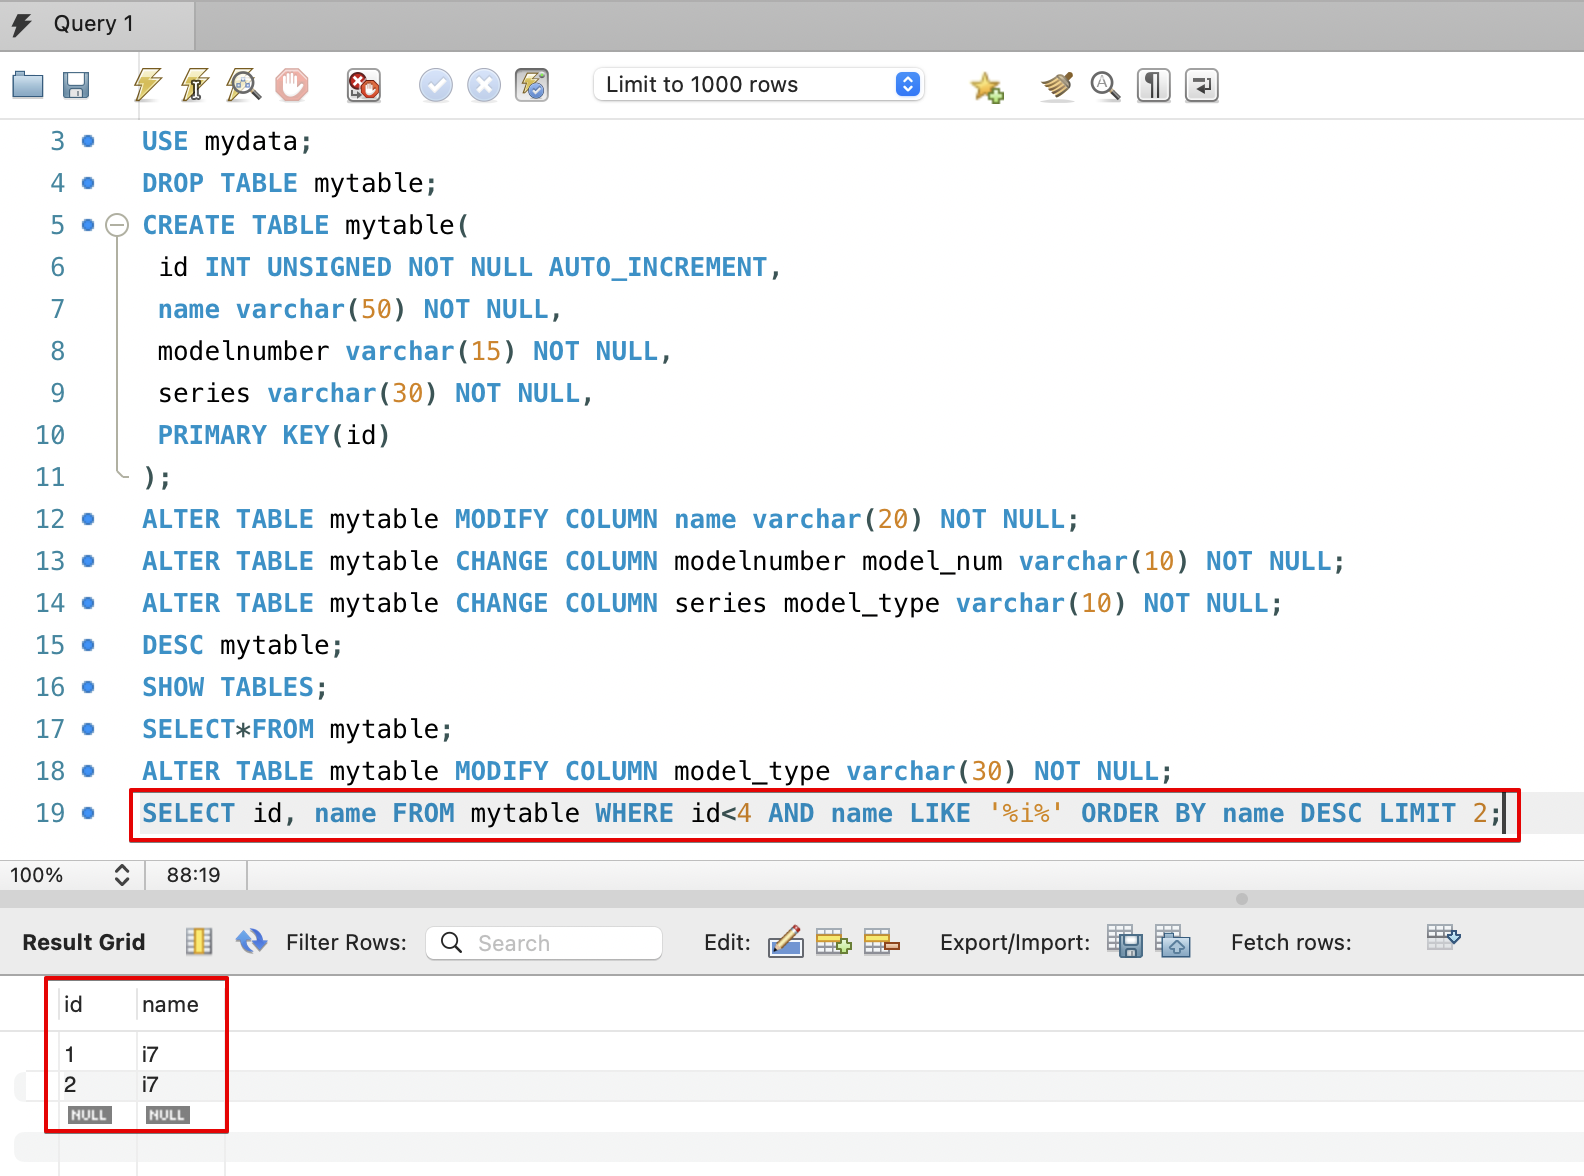 Query 1
Limit to 1000 rows
3 USE mydata;
4 DROP TABLE mytable;
5 CREATE TABLE mytable(
6 id INT UNSIGNED NOT NULL AUTO_INCREMENT,
7 name varchar(50) NOT NULL,
8 modelnumber varchar(15) NOT NULL,
9 series varchar(30) NOT NULL,
10 PRIMARY KEY(id)
11 );
12 ALTER TABLE mytable MODIFY COLUMN name varchar(20) NOT NULL;
13 ALTER TABLE mytable CHANGE COLUMN modelnumber model_num varchar(10) NOT NULL;
14 ALTER TABLE mytable CHANGE COLUMN series model_type varchar(10) NOT NULL;
15 DESC mytable;
16 SHOW TABLES;
17 SELECT*FROM mytable;
18 ALTER TABLE mytable MODIFY COLUMN model_type varchar(30) NOT NULL;
19 SELECT id, name FROM mytable WHERE id<4 AND name LIKE '%i%' ORDER BY name DESC LIMIT 2;
100% 88:19
Result Grid Filter Rows: Search Edit: Export/Import: Fetch rows:
id name
1 i7
2 i7
NULL NULL